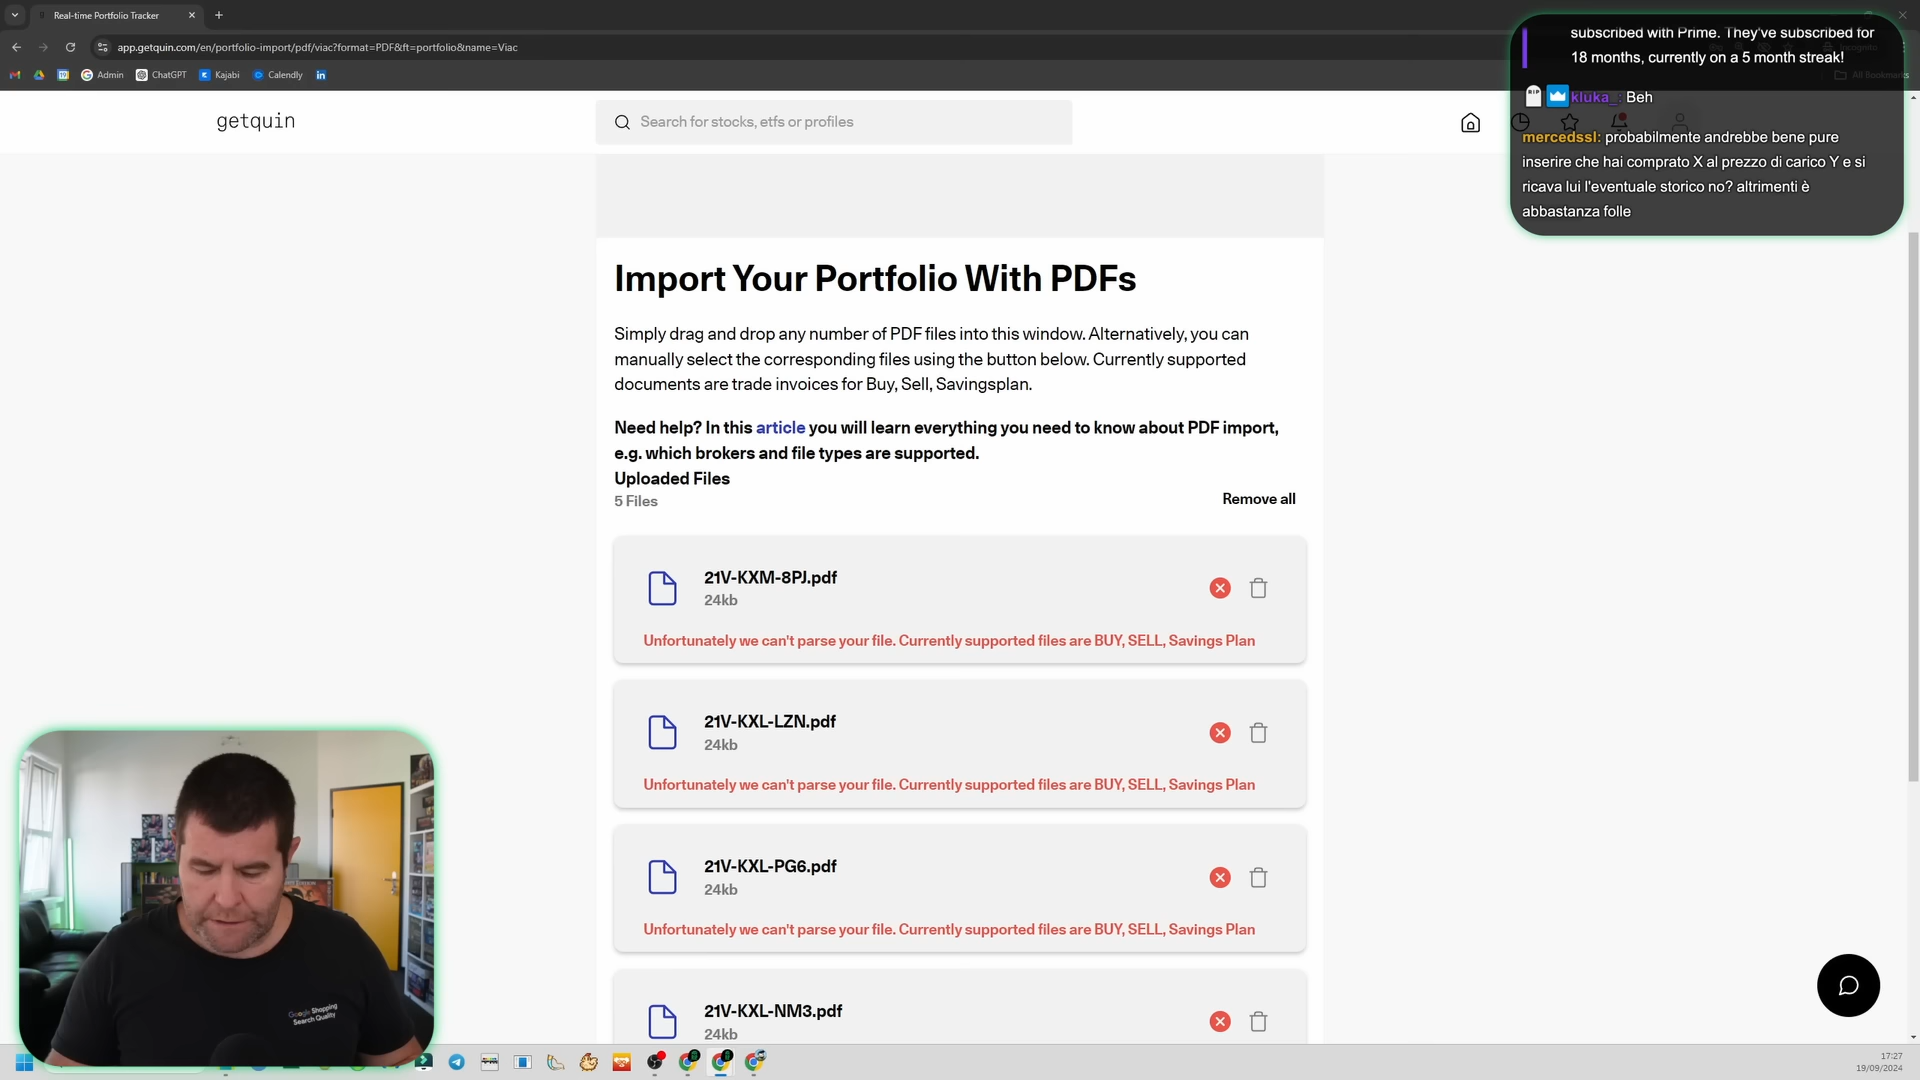 Real-time Portfolio Tracker
app.getquin.com/en/portfolio-import/pdf/viac?format=PDF&ft=portfolio&name=Viac
Admin
ChatGPT
Kajabi
Calendly
All Bookmarks
subscribed with Prime. They've subscribed for
18 months, currently on a 5 month streak!
kluka_: Beh
mercedssl: probabilmente andrebbe bene pure
inserire che hai comprato X al prezzo di carico Y e si
ricava lui l'eventuale storico no? altrimenti è
abbastanza folle
getquin
Search for stocks, etfs or profiles
Import Your Portfolio With PDFs
Simply drag and drop any number of PDF files into this window. Alternatively, you can
manually select the corresponding files using the button below. Currently supported
documents are trade invoices for Buy, Sell, Savingsplan.
Need help? In this article you will learn everything you need to know about PDF import,
e.g. which brokers and file types are supported.
Uploaded Files
5 Files
Remove all
21V-KXM-8PJ.pdf
24kb
Unfortunately we can't parse your file. Currently supported files are BUY, SELL, Savings Plan
21V-KXL-LZN.pdf
24kb
Unfortunately we can't parse your file. Currently supported files are BUY, SELL, Savings Plan
21V-KXL-PG6.pdf
24kb
Unfortunately we can't parse your file. Currently supported files are BUY, SELL, Savings Plan
21V-KXL-NM3.pdf
24kb
Google Shopping
Search Quality
17:27
19/09/2024